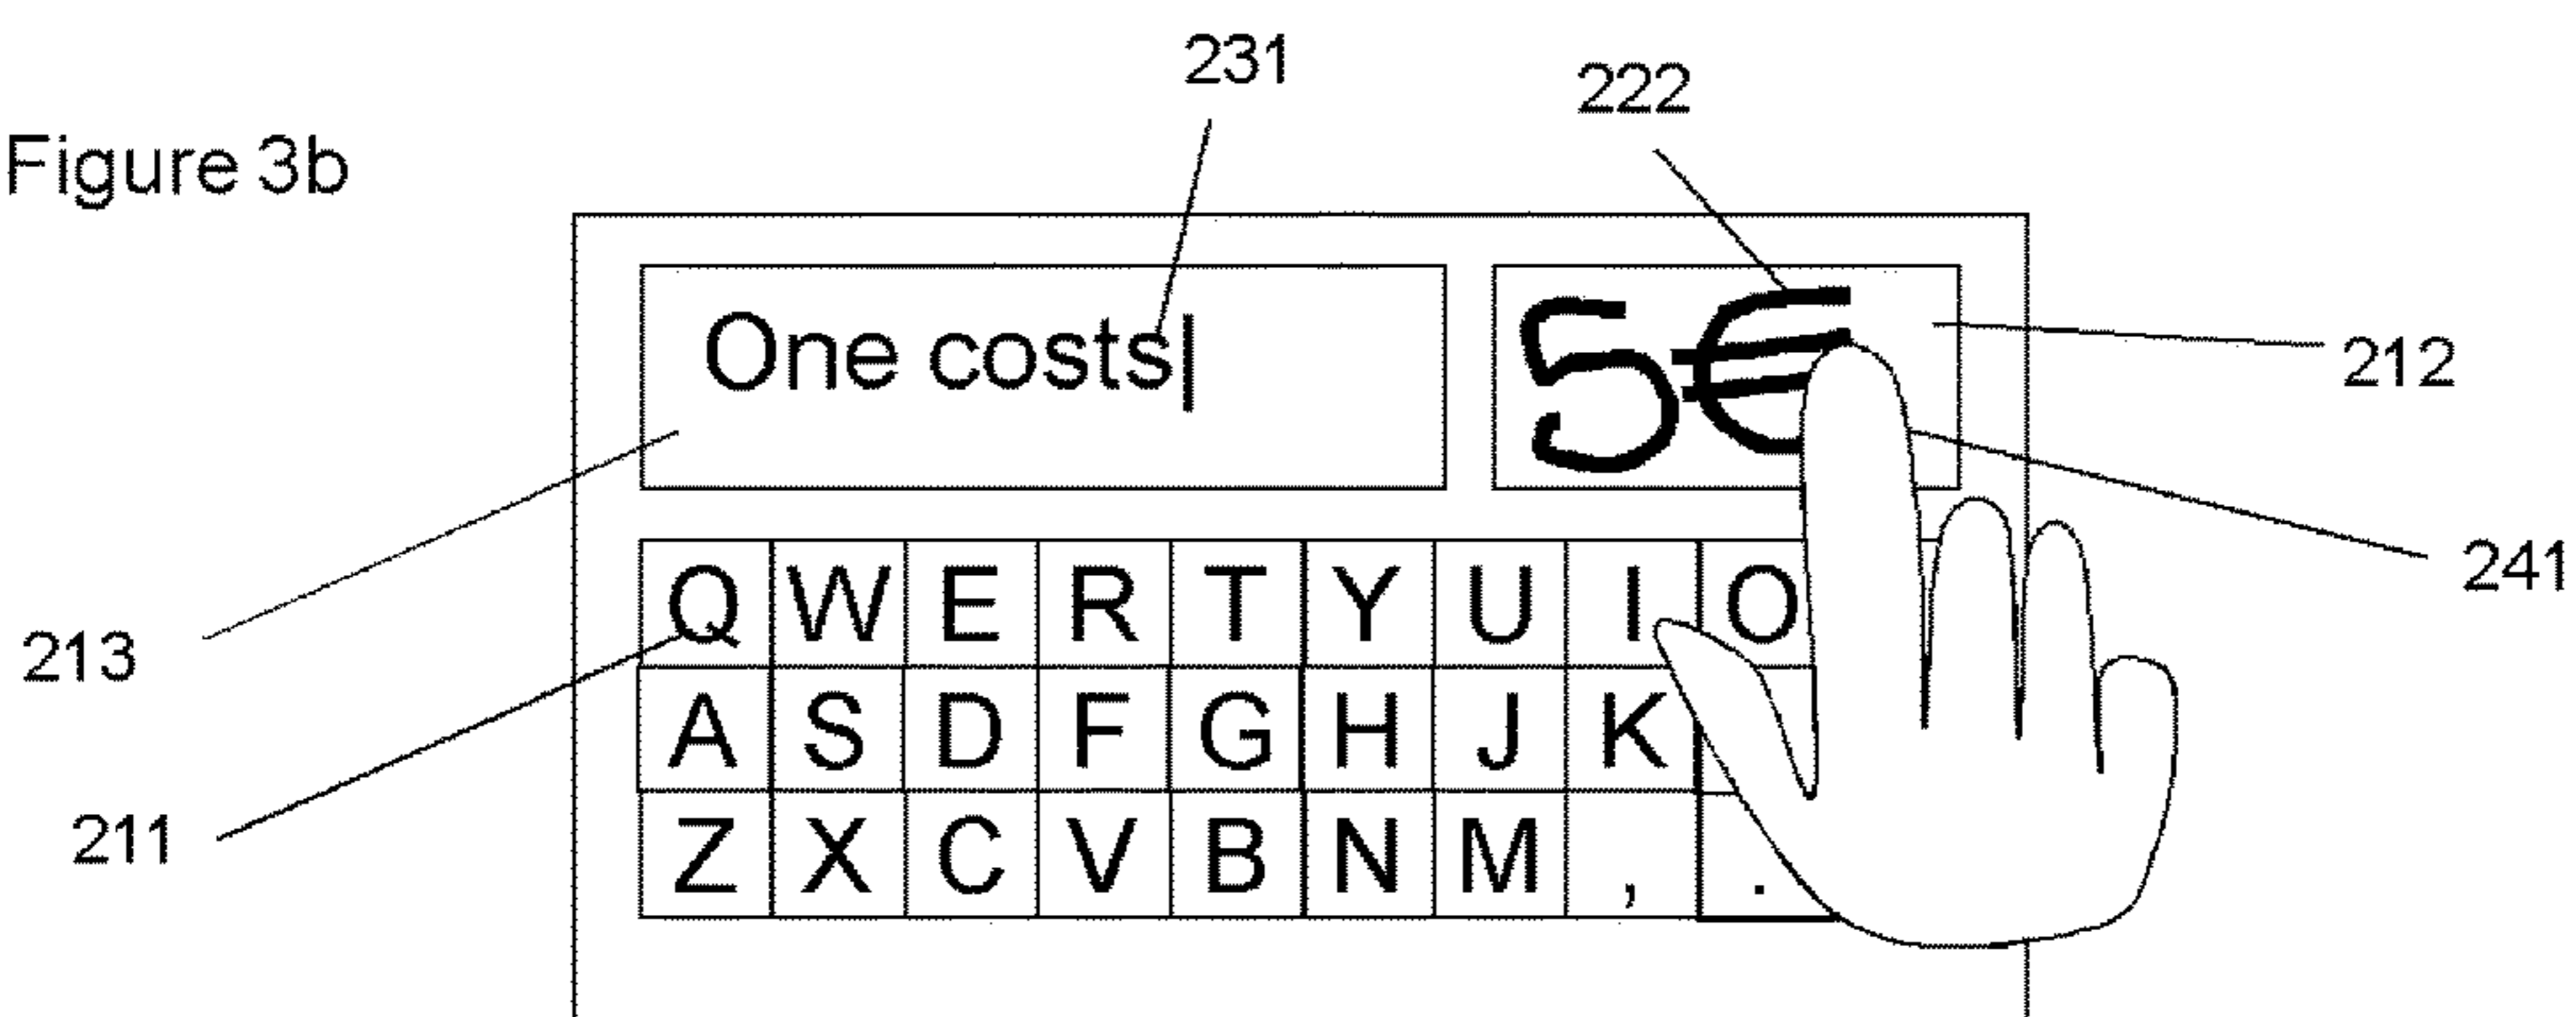 231
222
Figure 3b
One costs
5€
212
241
Q W E R T Y U I O
213
A S D F G H J K
211
Z X C V B N M , .